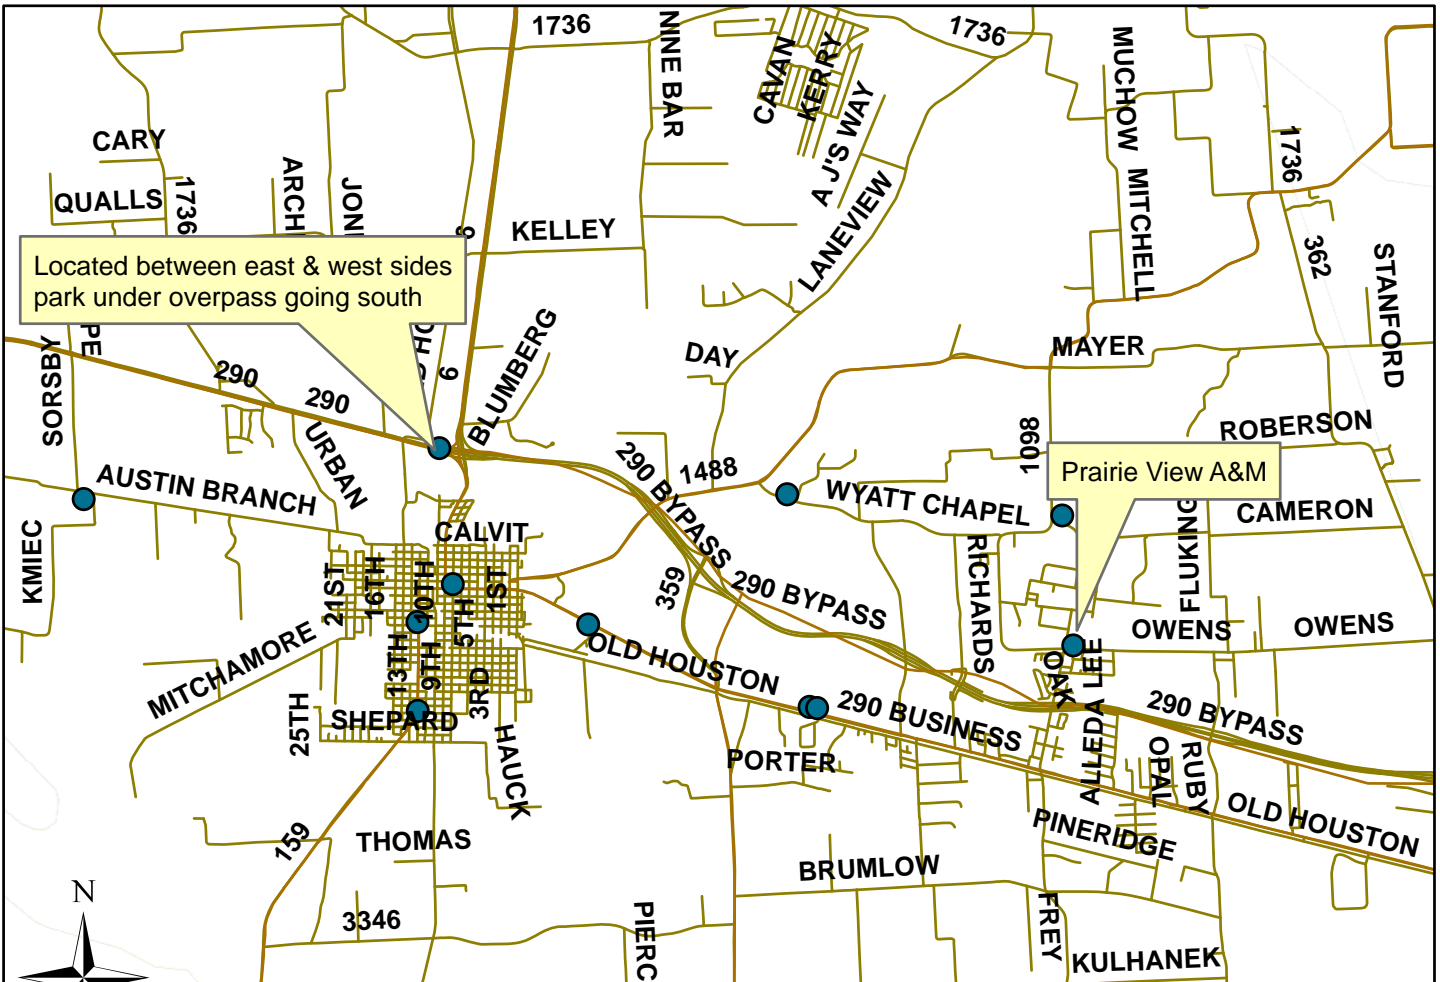 1736
NINE BAR
CAVAN
KERRY
1736
MUCHOW
A J'S WAY
CARY
QUALLS
1736
LANEVIEW
MITCHELL
1736
KELLEY
6
362
STANFORD
Located between east & west sides
park under overpass going south
SORSBY
6
BLUMBERG
DAY
MAYER
290
290
URBAN
1098
ROBERSON
Prairie View A&M
AUSTIN BRANCH
290 BYPASS
1488
WYATT CHAPEL
CAMERON
FLUKING
KMIEC
CALVIT
21ST
16TH
10TH
5TH
1ST
359
290 BYPASS
RICHARDS
OWENS
OWENS
MITCHAMORE
13TH
9TH
3RD
OLD HOUSTON
OAK
ALLEDA LEE
25TH
SHEPARD
HAUCK
290 BUSINESS
290 BYPASS
PORTER
OPAL
RUBY
OLD HOUSTON
PINERIDGE
159
THOMAS
BRUMLOW
3346
FREY
KULHANEK
N